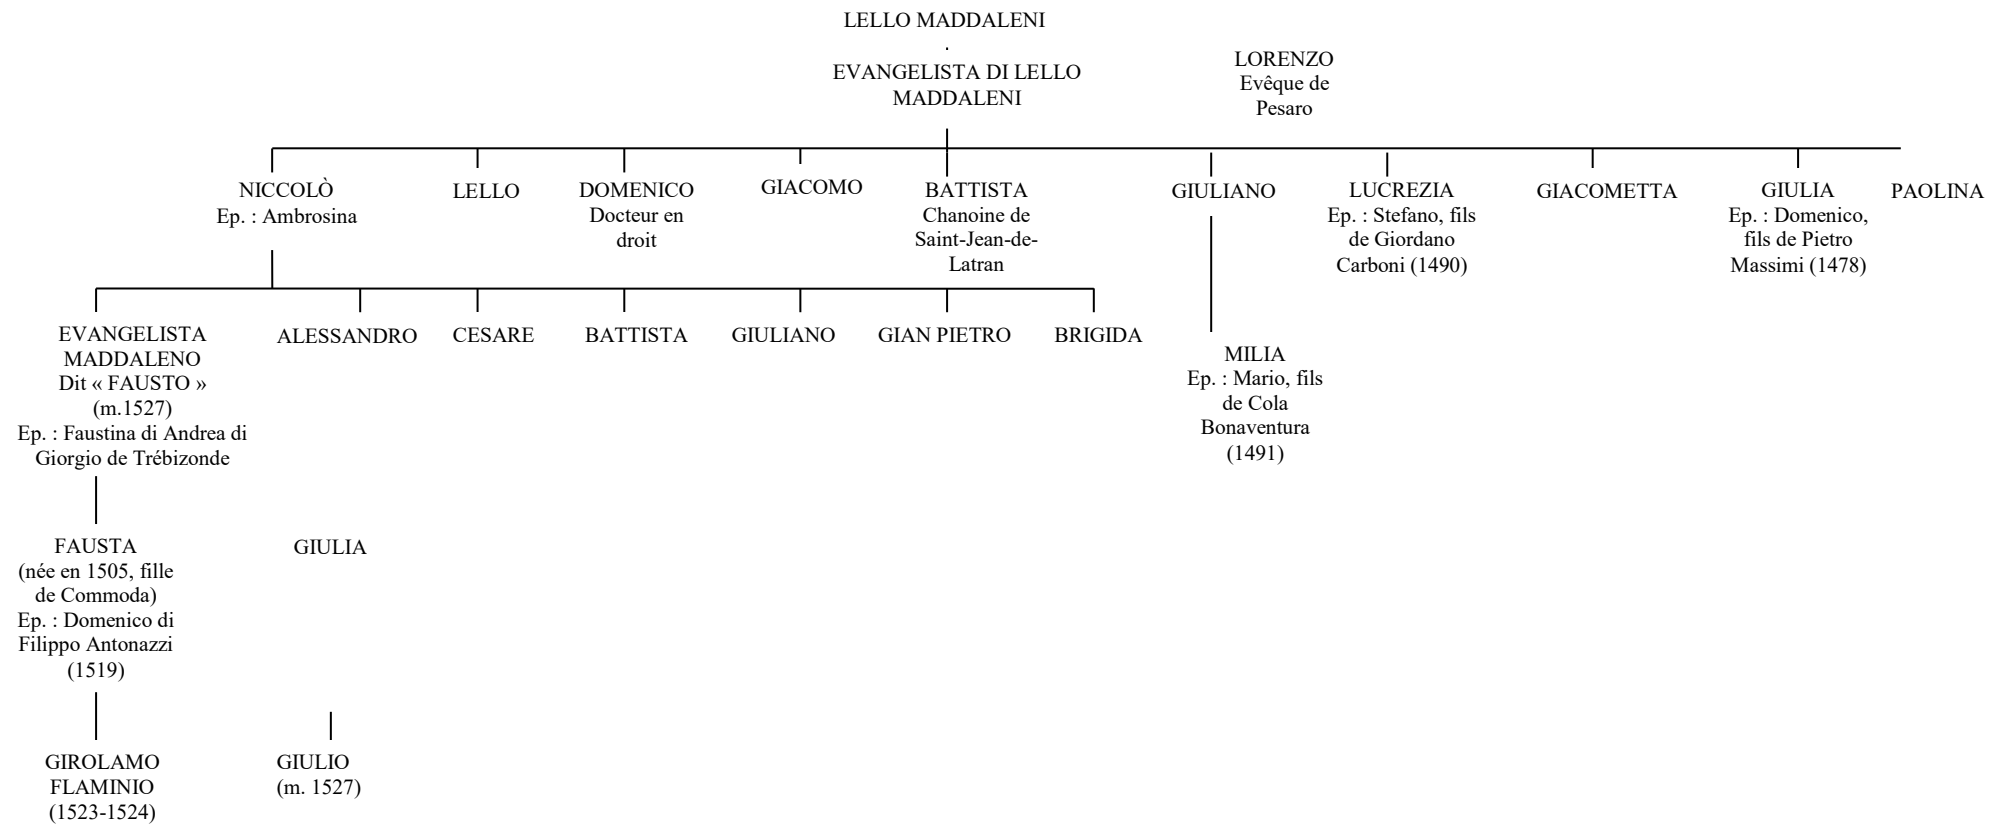 LELLO MADDALENI
EVANGELISTA DI LELLO
MADDALENI
LORENZO
Evêque de
Pesaro
NICCOLÒ
Ep. : Ambrosina
LELLO
DOMENICO
Docteur en
droit
GIACOMO
BATTISTA
Chanoine de
Saint-Jean-de-
Latran
GIULIANO
LUCREZIA
Ep. : Stefano, fils
de Giordano
Carboni (1490)
GIACOMETTA
GIULIA
Ep. : Domenico,
fils de Pietro
Massimi (1478)
PAOLINA
EVANGELISTA
MADDALENO
Dit « FAUSTO »
(m.1527)
Ep. : Faustina di Andrea di
Giorgio de Trébizonde
ALESSANDRO
CESARE
BATTISTA
GIULIANO
GIAN PIETRO
BRIGIDA
MILIA
Ep. : Mario, fils
de Cola
Bonaventura
(1491)
FAUSTA
(née en 1505, fille
de Commoda)
Ep. : Domenico di
Filippo Antonazzi
(1519)
GIULIA
GIROLAMO
FLAMINIO
(1523-1524)
GIULIO
(m. 1527)